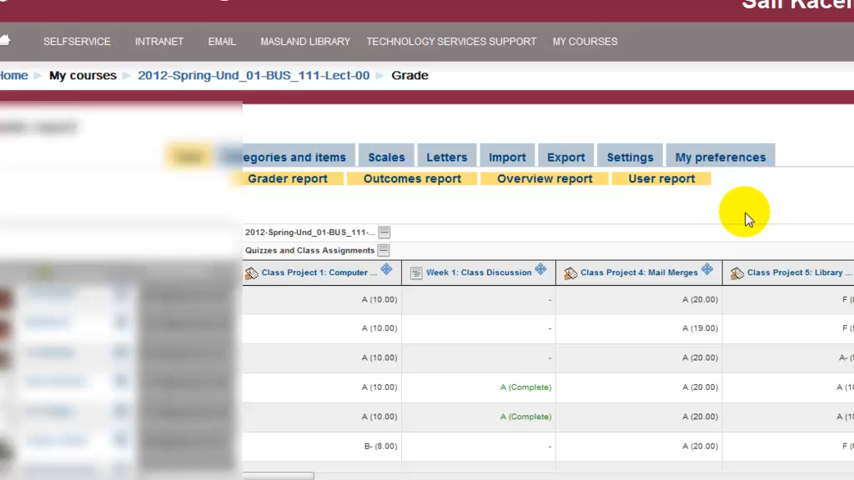 Sall Kacer
SELFSERVICE INTRANET EMAIL MASLAND LIBRARY TECHNOLOGY SERVICES SUPPORT MY COURSES
Home My courses 2012-Spring-Und_01-BUS_111-Lect-00 Grade
egories and items Scales Letters Import Export Settings My preferences
Grader report Outcomes report Overview report User report
2012-Spring-Und_01-BUS_111-...
Quizzes and Class Assignments
Class Project 1: Computer ... Week 1: Class Discussion Class Project 4: Mail Merges Class Project 5: Library ...
A (10.00) - A (20.00) F (
A (10.00) - A (19.00) F (
A (10.00) - A (20.00) A- (
A (10.00) A (Complete) A (20.00) A (10
A (10.00) A (Complete) A (20.00) A (10
B- (8.00) - A (20.00) F (